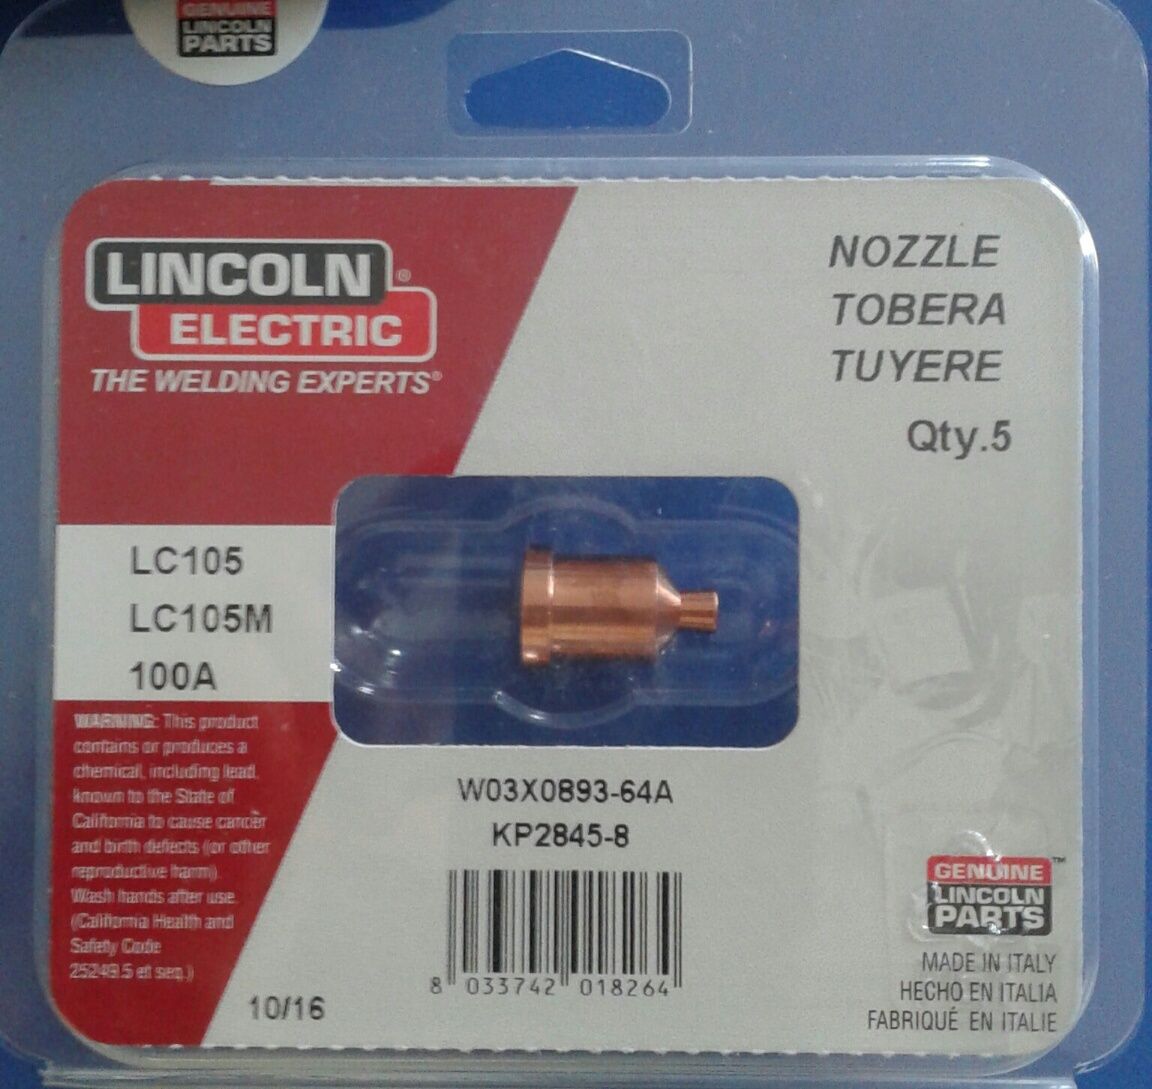 GENUINE
LINCOLN
PARTS
LINCOLN®
ELECTRIC
THE WELDING EXPERTS®
NOZZLE
TOBERA
TUYERE
Qty.5
LC105
LC105M
100A
WARNING: This product
contains or produces a
chemical, including lead,
known to the State of
California to cause cancer
and birth defects (or other
reproductive harm).
Wash hands after use.
(California Health and
Safety Code
25249.5 et seq.)
10/16
W03X0893-64A
KP2845-8
8 033742 018264
GENUINE™
LINCOLN
PARTS
MADE IN ITALY
HECHO EN ITALIA
FABRIQUÉ EN ITALIE